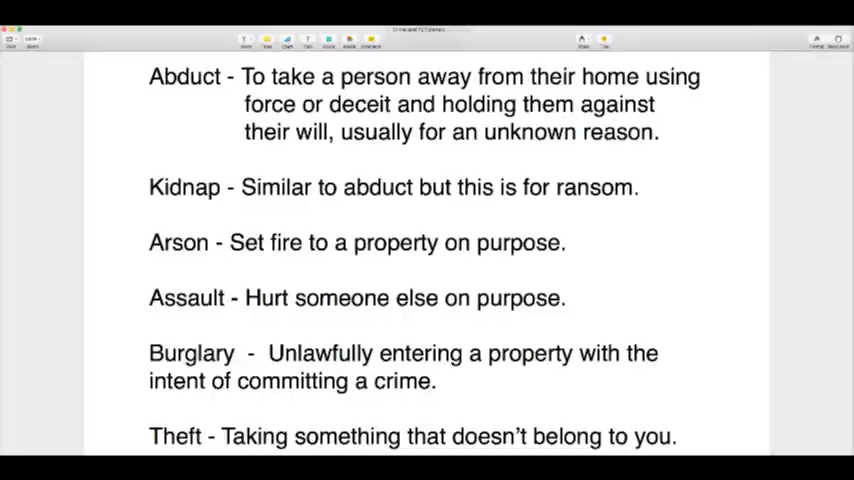 Abduct - To take a person away from their home using
force or deceit and holding them against
their will, usually for an unknown reason.
Kidnap - Similar to abduct but this is for ransom.
Arson - Set fire to a property on purpose.
Assault - Hurt someone else on purpose.
Burglary - Unlawfully entering a property with the
intent of committing a crime.
Theft - Taking something that doesn't belong to you.